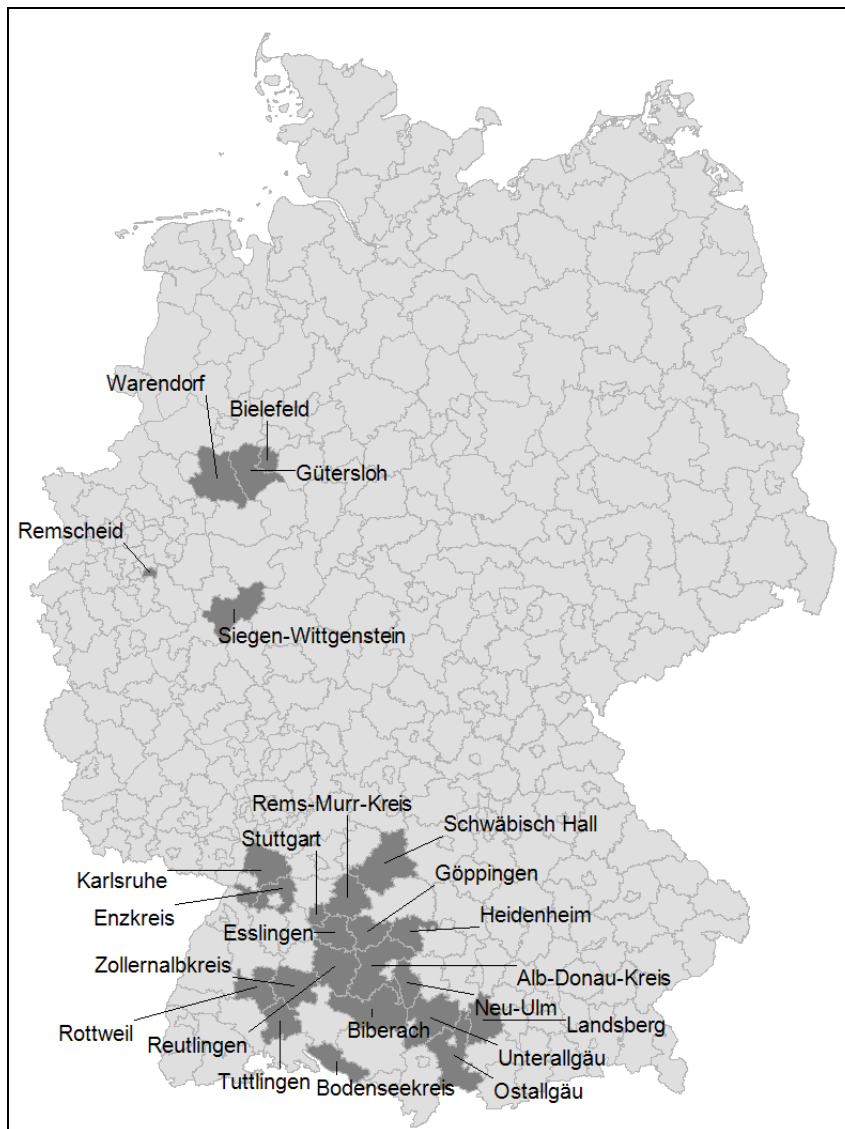 Warendorf
Bielefeld
Gütersloh
Remscheid
Siegen-Wittgenstein
Rems-Murr-Kreis
Schwäbisch Hall
Stuttgart
Göppingen
Karlsruhe
Enzkreis
Heidenheim
Esslingen
Zollernalbkreis
Alb-Donau-Kreis
Neu-Ulm
Landsberg
Rottweil
Reutlingen
Biberach
Unterallgäu
Tuttlingen
Bodenseekreis
Ostallgäu